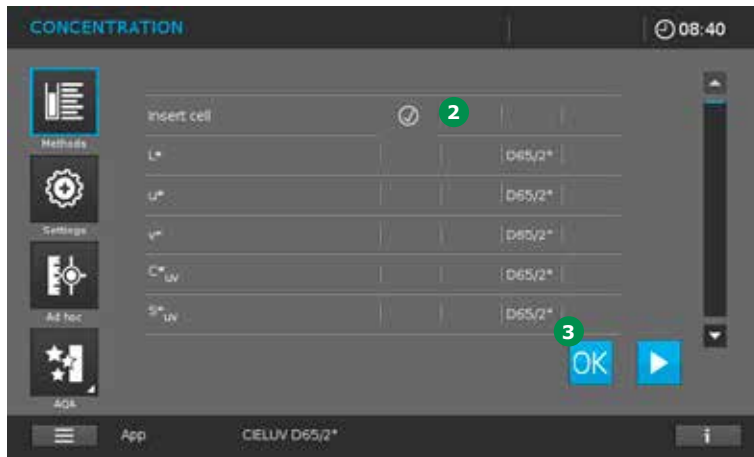 CONCENTRATION 08:40
Insert cell 2
Methods
L* D65/2°
u* D65/2°
Settings
v* D65/2°
C*uv D65/2°
Ad hoc
S*uv D65/2°
3
OK
AQA
App CIELUV D65/2°
i